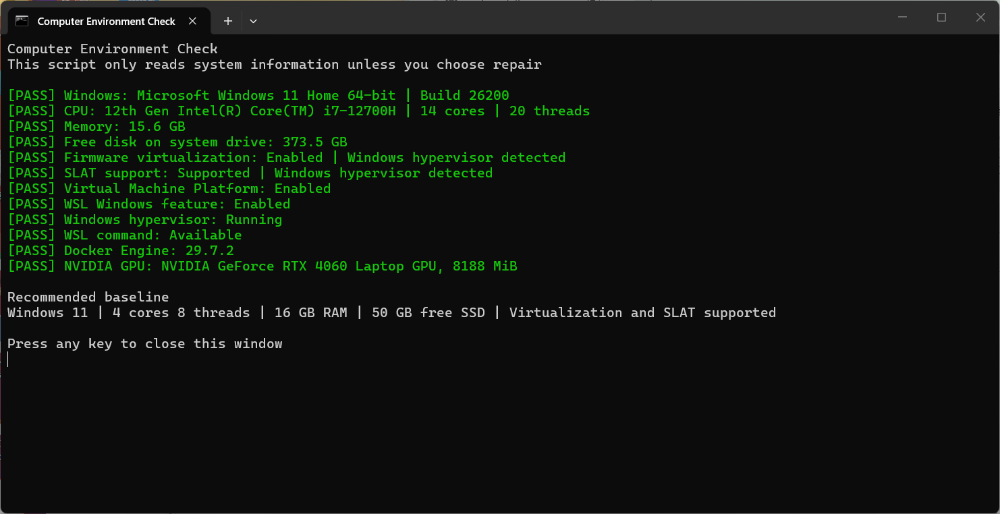 Computer Environment Check
Computer Environment Check
This script only reads system information unless you choose repair
[PASS] Windows: Microsoft Windows 11 Home 64-bit | Build 26200
[PASS] CPU: 12th Gen Intel(R) Core(TM) i7-12700H | 14 cores | 20 threads
[PASS] Memory: 15.6 GB
[PASS] Free disk on system drive: 373.5 GB
[PASS] Firmware virtualization: Enabled | Windows hypervisor detected
[PASS] SLAT support: Supported | Windows hypervisor detected
[PASS] Virtual Machine Platform: Enabled
[PASS] WSL Windows feature: Enabled
[PASS] Windows hypervisor: Running
[PASS] WSL command: Available
[PASS] Docker Engine: 29.7.2
[PASS] NVIDIA GPU: NVIDIA GeForce RTX 4060 Laptop GPU, 8188 MiB
Recommended baseline
Windows 11 | 4 cores 8 threads | 16 GB RAM | 50 GB free SSD | Virtualization and SLAT supported
Press any key to close this window